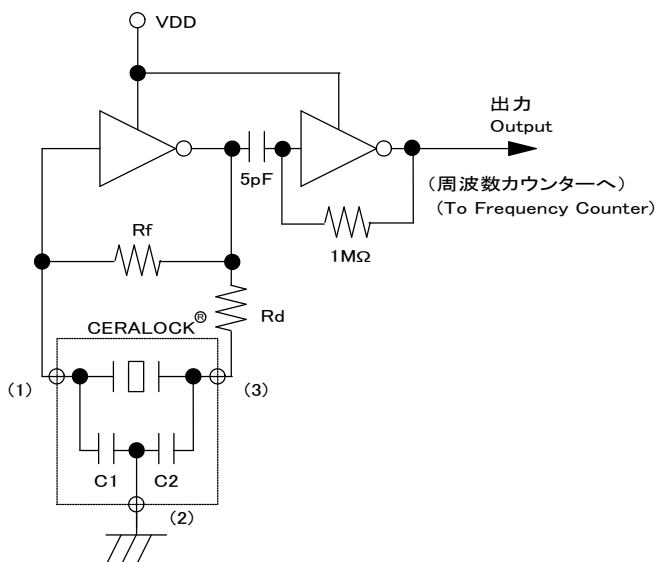 VDD
出力
Output
5pF
(周波数カウンターへ)
(To Frequency Counter)
Rf
1MΩ
Rd
CERALOCK®
(1)
(3)
C1
C2
(2)